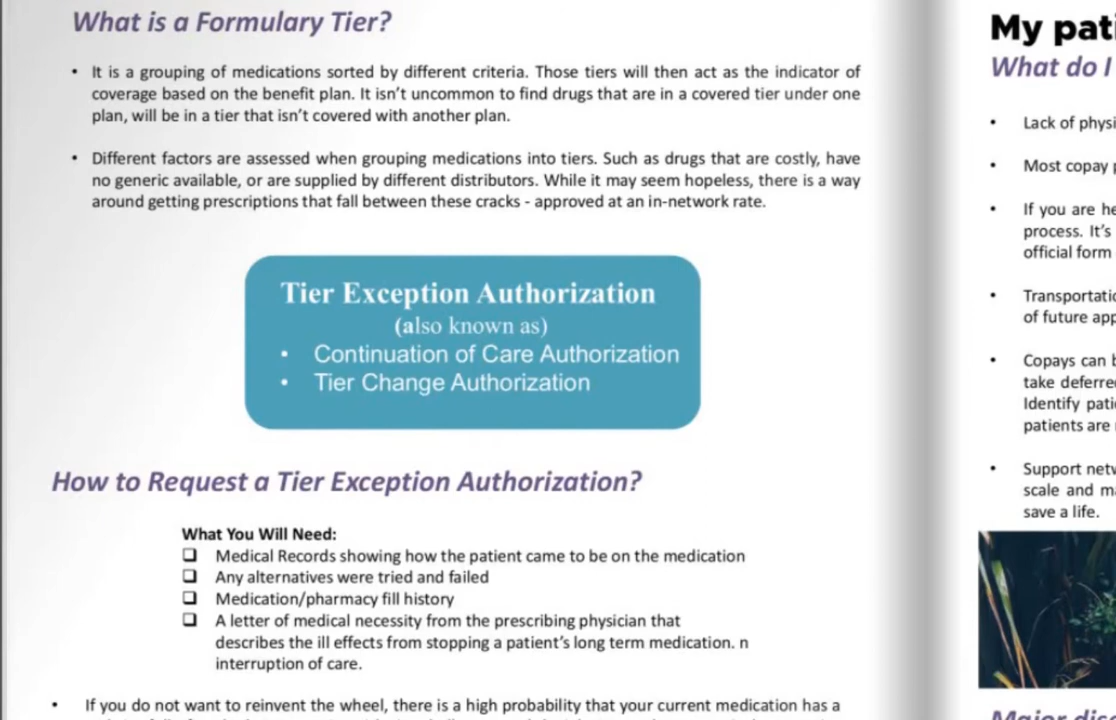 What is a Formulary Tier?
• It is a grouping of medications sorted by different criteria. Those tiers will then act as the indicator of
coverage based on the benefit plan. It isn't uncommon to find drugs that are in a covered tier under one
plan, will be in a tier that isn't covered with another plan.
• Different factors are assessed when grouping medications into tiers. Such as drugs that are costly, have
no generic available, or are supplied by different distributors. While it may seem hopeless, there is a way
around getting prescriptions that fall between these cracks - approved at an in-network rate.
Tier Exception Authorization
(also known as)
• Continuation of Care Authorization
• Tier Change Authorization
How to Request a Tier Exception Authorization?
What You Will Need:
❑ Medical Records showing how the patient came to be on the medication
❑ Any alternatives were tried and failed
❑ Medication/pharmacy fill history
❑ A letter of medical necessity from the prescribing physician that
describes the ill effects from stopping a patient's long term medication. n
interruption of care.
• If you do not want to reinvent the wheel, there is a high probability that your current medication has a
My
What do I
• Lack of
• Most copay
• If you are
process. It's
official form
•
of future
• Copays can
take
Identify
patients are
• Support
scale and
save a life.
Major